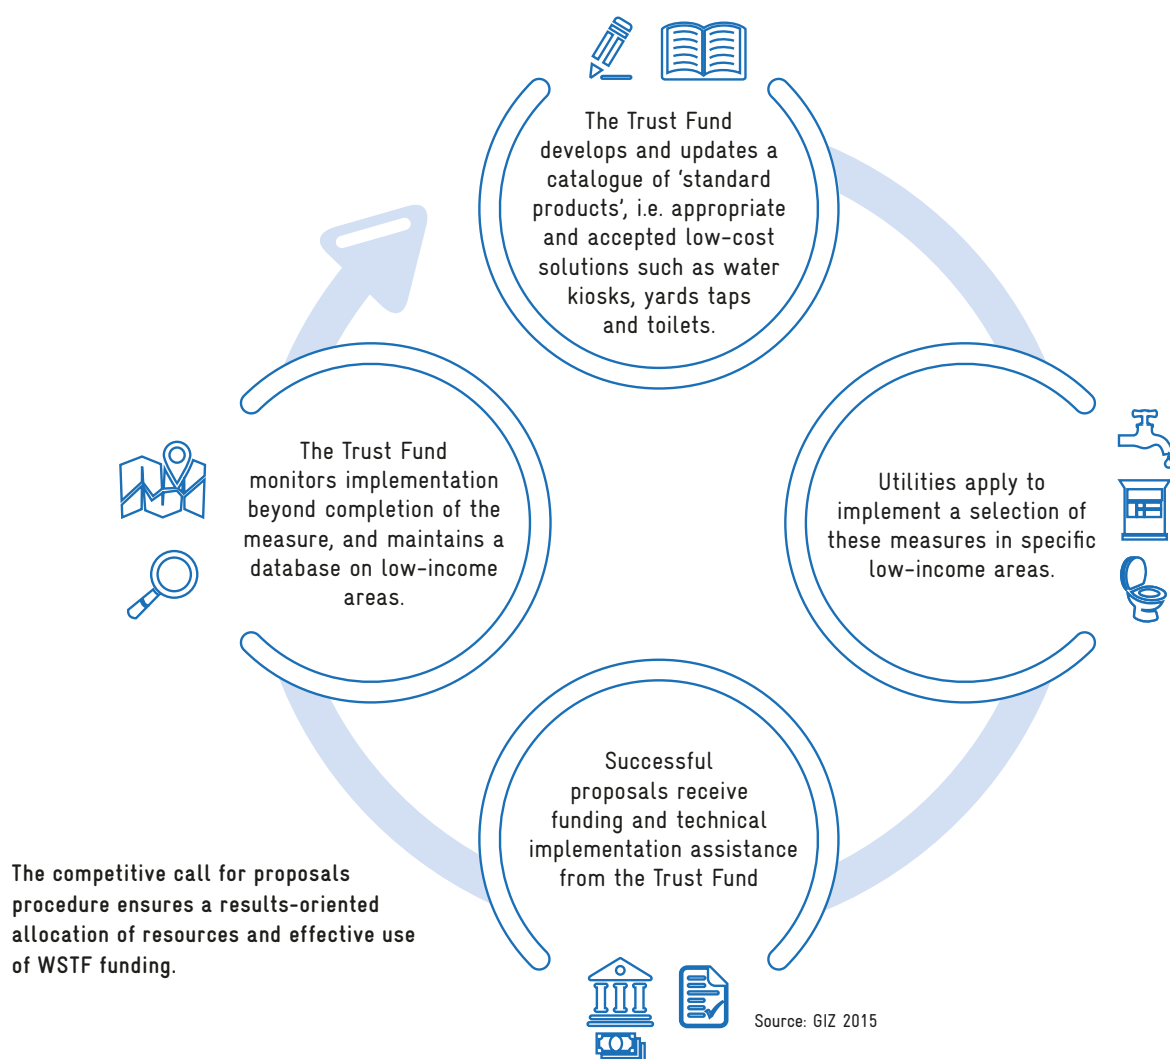 The Trust Fund
develops and updates a
catalogue of ‘standard
products’, i.e. appropriate
and accepted low-cost
solutions such as water
kiosks, yards taps
and toilets.
Utilities apply to
implement a selection of
these measures in specific
low-income areas.
Successful
proposals receive
funding and technical
implementation assistance
from the Trust Fund
The Trust Fund
monitors implementation
beyond completion of the
measure, and maintains a
database on low-income
areas.
The competitive call for proposals
procedure ensures a results-oriented
allocation of resources and effective use
of WSTF funding.
Source: GIZ 2015